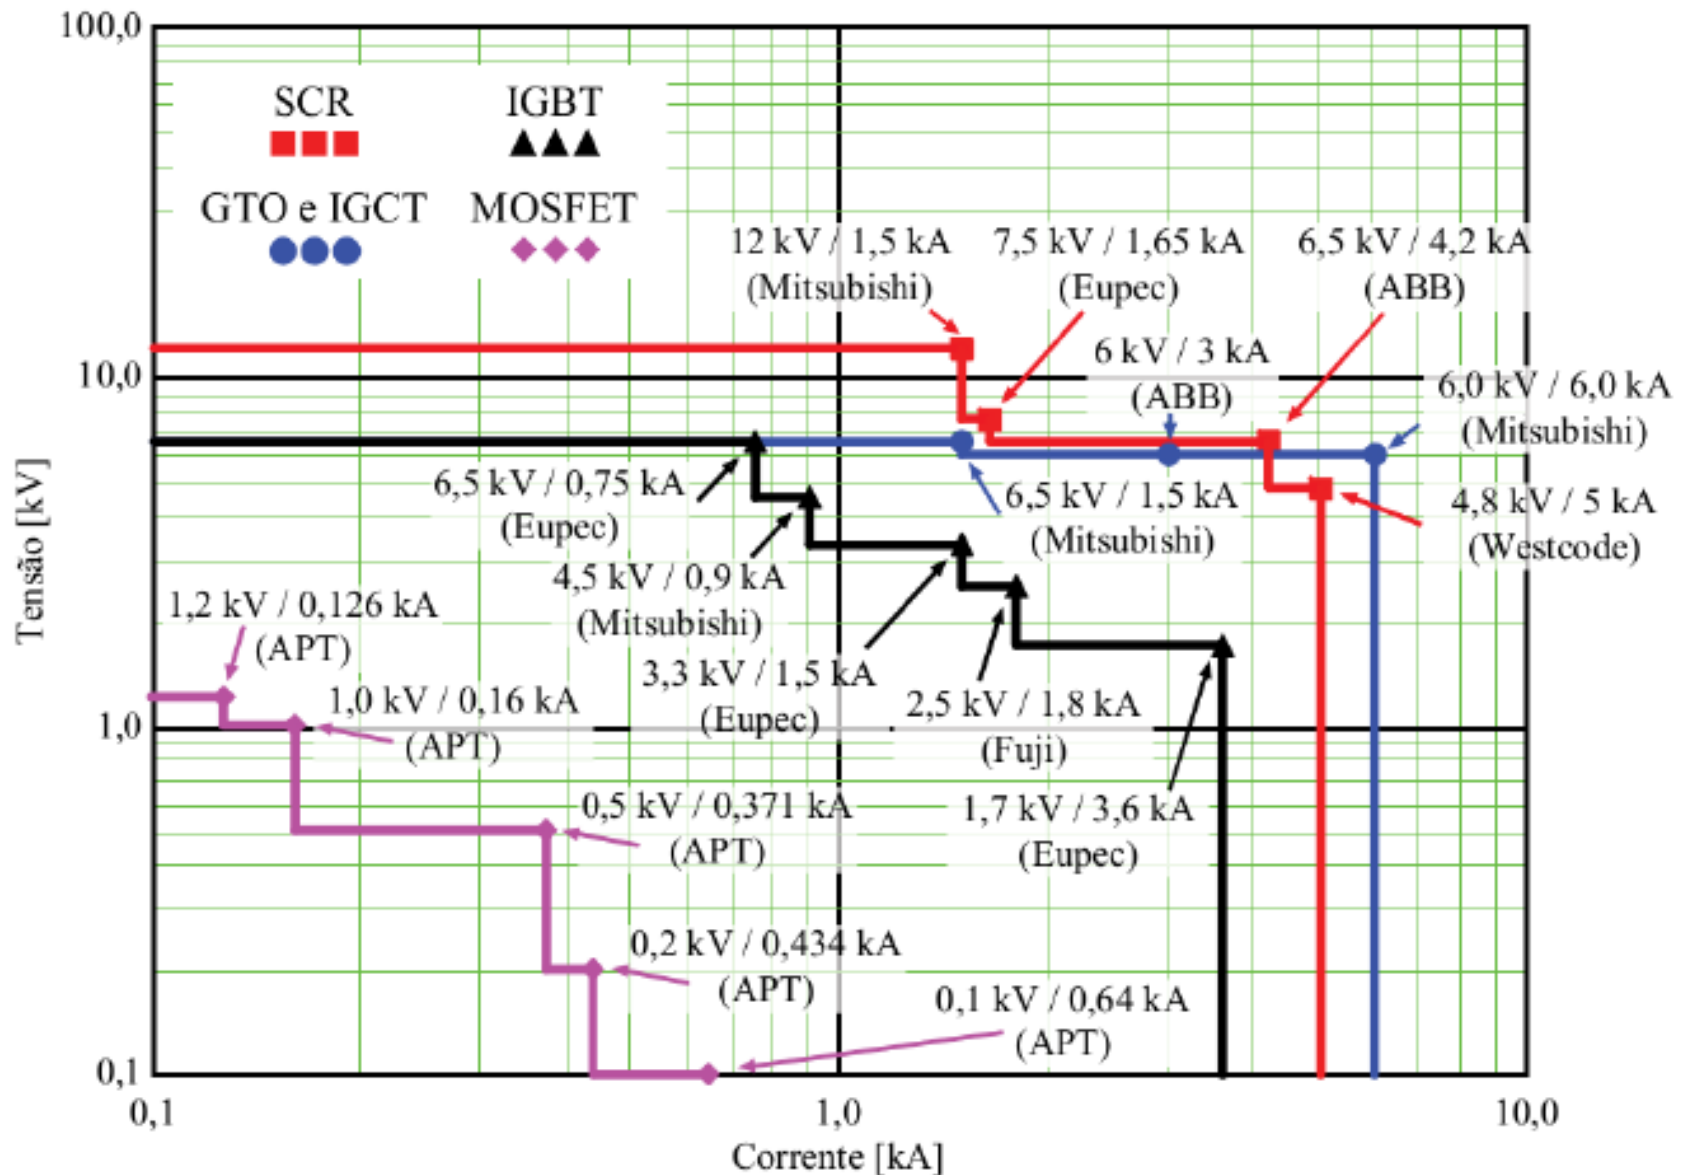 100,0
SCR
IGBT
GTO e IGCT
MOSFET
12 kV / 1,5 kA
(Mitsubishi)
7,5 kV / 1,65 kA
(Eupec)
6,5 kV / 4,2 kA
(ABB)
10,0
6 kV / 3 kA
(ABB)
6,0 kV / 6,0 kA
(Mitsubishi)
6,5 kV / 0,75 kA
(Eupec)
6,5 kV / 1,5 kA
(Mitsubishi)
4,8 kV / 5 kA
(Westcode)
Tensão [kV]
4,5 kV / 0,9 kA
(Mitsubishi)
1,2 kV / 0,126 kA
(APT)
3,3 kV / 1,5 kA
(Eupec)
1,0 kV / 0,16 kA
(APT)
2,5 kV / 1,8 kA
(Fuji)
1,0
0,5 kV / 0,371 kA
(APT)
1,7 kV / 3,6 kA
(Eupec)
0,2 kV / 0,434 kA
(APT)
0,1 kV / 0,64 kA
(APT)
0,1
0,1
1,0
10,0
Corrente [kA]